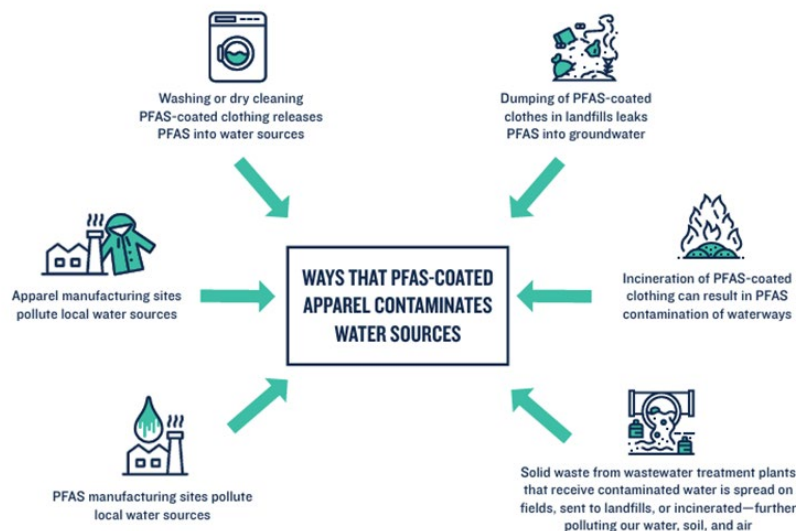 Washing or dry cleaning
PFAS-coated clothing releases
PFAS into water sources
Dumping of PFAS-coated
clothes in landfills leaks
PFAS into groundwater
Apparel manufacturing sites
pollute local water sources
WAYS THAT PFAS-COATED
APPAREL CONTAMINATES
WATER SOURCES
Incineration of PFAS-coated
clothing can result in PFAS
contamination of waterways
PFAS manufacturing sites pollute
local water sources
Solid waste from wastewater treatment plants
that receive contaminated water is spread on
fields, sent to landfills, or incinerated—further
polluting our water, soil, and air